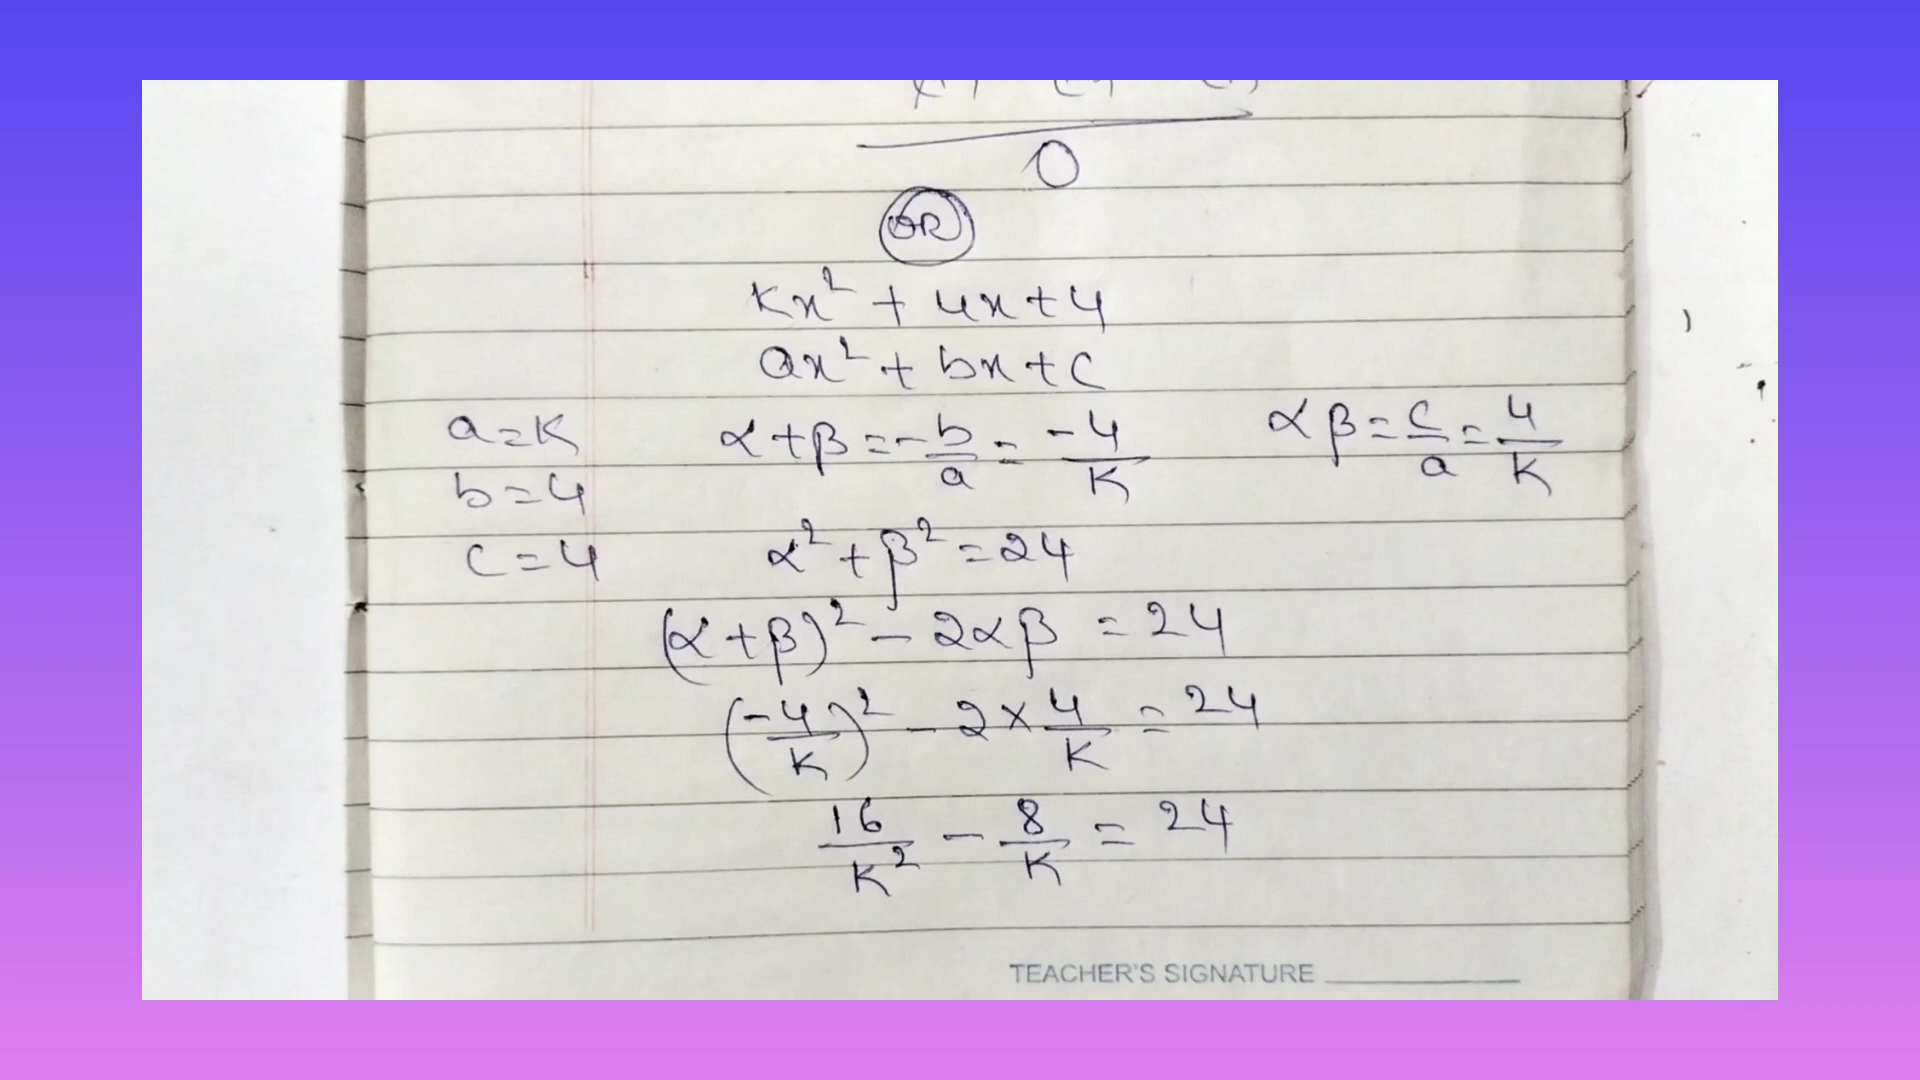 0
OR
Kx² + 4x + 4
ax² + bx + c
a = K
α + β = -b/a = -4/K
αβ = c/a = 4/K
b = 4
c = 4
α² + β² = 24
(α + β)² - 2αβ = 24
(-4/K)² - 2 × 4/K = 24
16/K² - 8/K = 24
TEACHER'S SIGNATURE